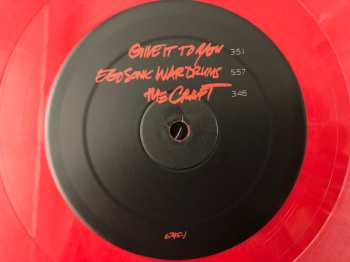 GIVE IT TO YOU 3:51
EGOSONIC WAR DRUMS 5:57
THE CRAFT 3:46